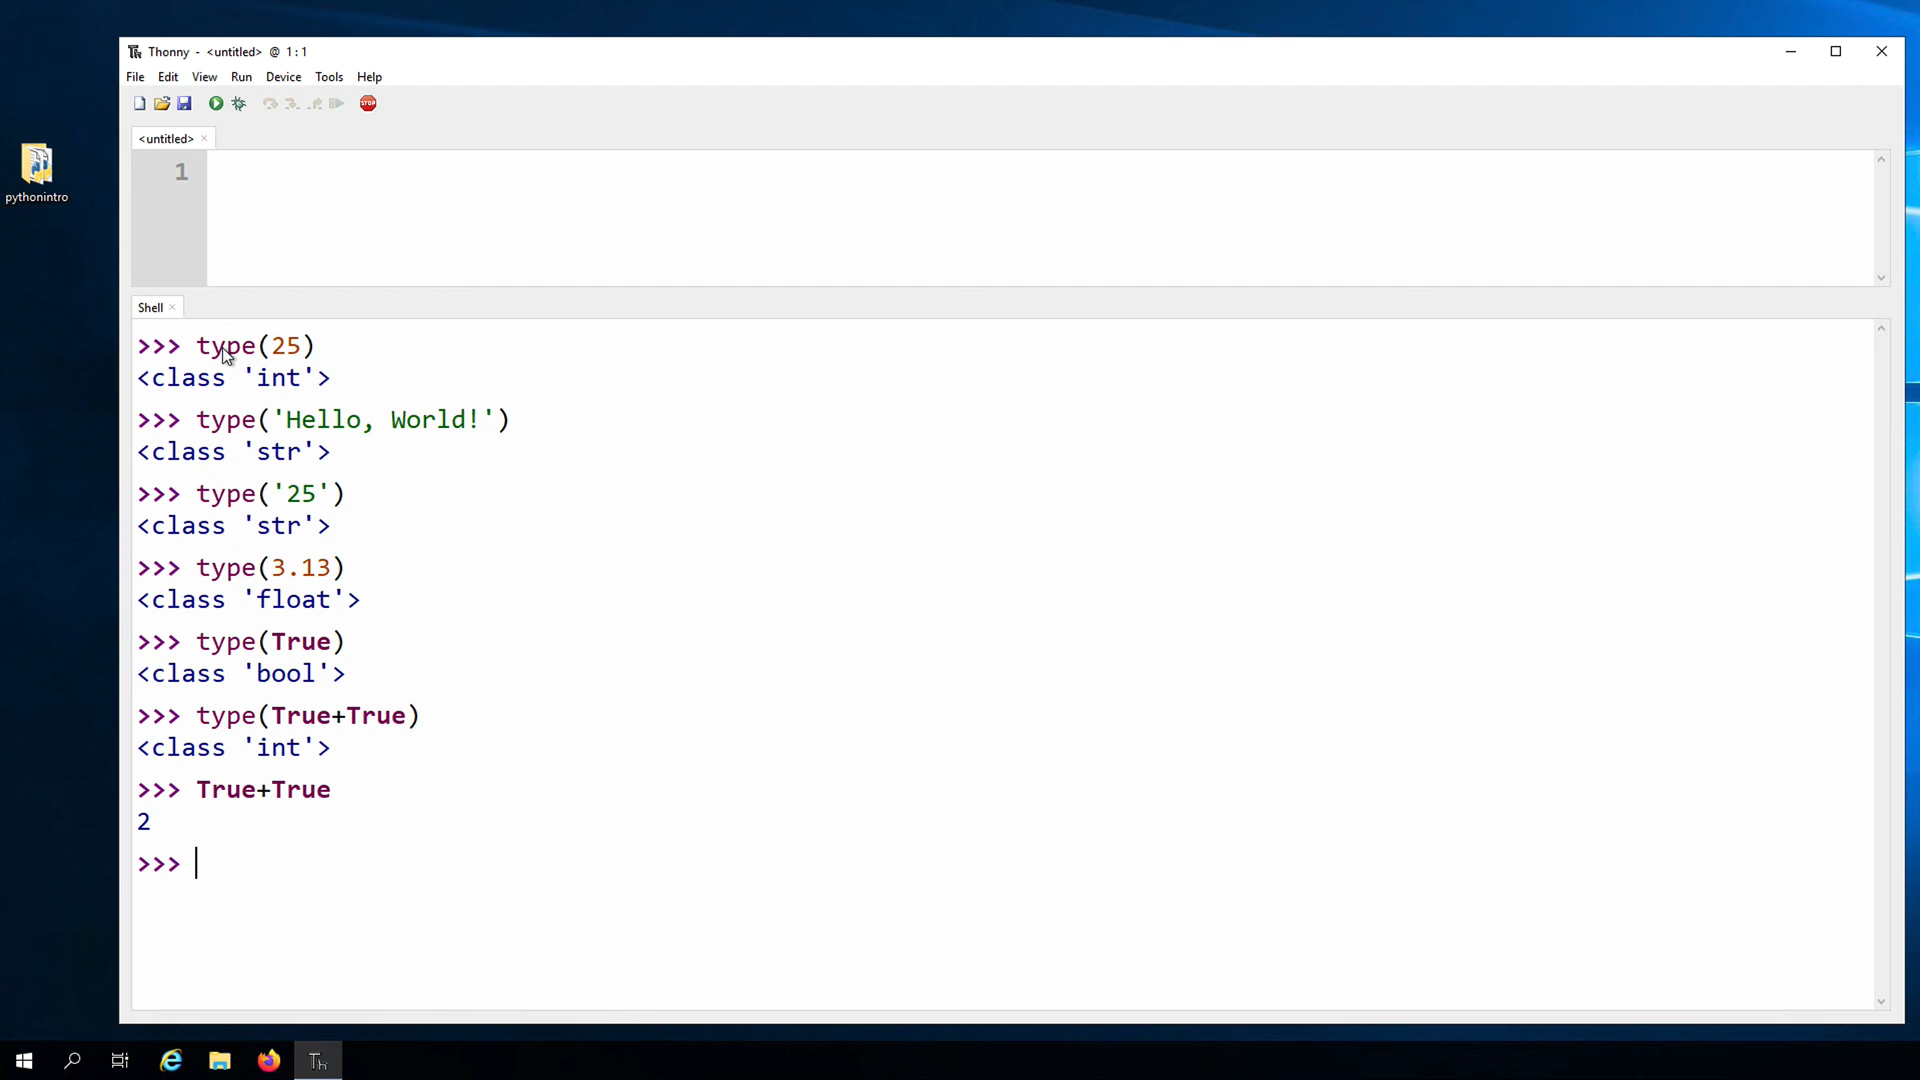 Thonny - <untitled> @ 1:1
File Edit View Run Device Tools Help
STOP
<untitled>
1
pythonintro
Shell
>>> type(25)
<class 'int'>
>>> type('Hello, World!')
<class 'str'>
>>> type('25')
<class 'str'>
>>> type(3.13)
<class 'float'>
>>> type(True)
<class 'bool'>
>>> type(True+True)
<class 'int'>
>>> True+True
2
>>>
Th